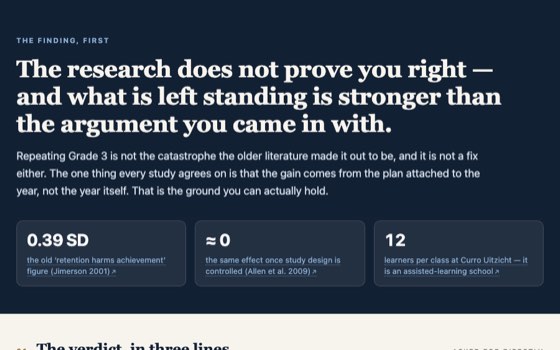 THE FINDING, FIRST
The research does not prove you right —
and what is left standing is stronger than
the argument you came in with.
Repeating Grade 3 is not the catastrophe the older literature made it out to be, and it is not a fix
either. The one thing every study agrees on is that the gain comes from the plan attached to the
year, not the year itself. That is the ground you can actually hold.
0.39 SD
the old 'retention harms achievement'
figure (Jimerson 2001) ↗
≈ 0
the same effect once study design is
controlled (Allen et al. 2009) ↗
12
learners per class at Curro Uitzicht — it
is an assisted-learning school ↗
The verdict, in three lines